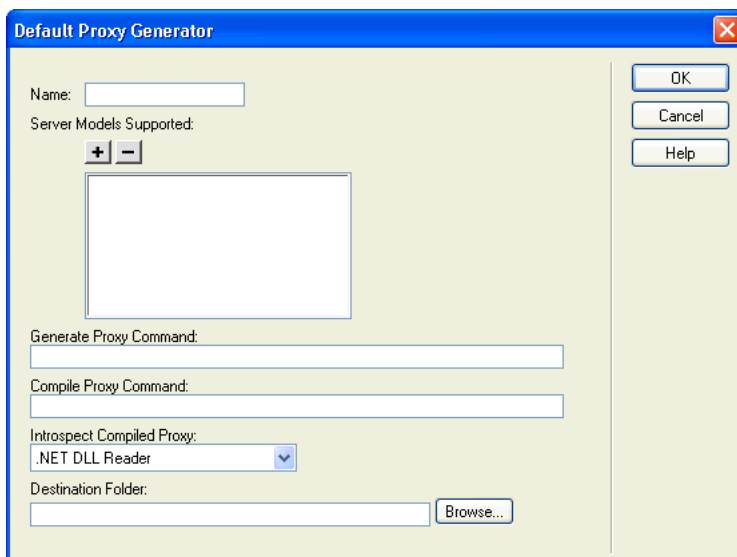 Default Proxy Generator
Name:
OK
Server Models Supported:
Cancel
+ −
Help
Generate Proxy Command:
Compile Proxy Command:
Introspect Compiled Proxy:
.NET DLL Reader
Destination Folder:
Browse...